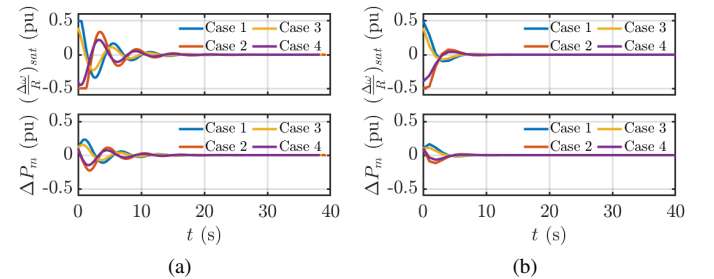 (Δω/R)sat (pu)
0.5
0
-0.5
Case 1 Case 3
Case 2 Case 4
ΔPm (pu)
0.5
0
-0.5
Case 1 Case 3
Case 2 Case 4
0 10 20 30 40
t (s)
(a)
(Δω/R)sat (pu)
0.5
0
-0.5
Case 1 Case 3
Case 2 Case 4
ΔPm (pu)
0.5
0
-0.5
Case 1 Case 3
Case 2 Case 4
0 10 20 30 40
t (s)
(b)